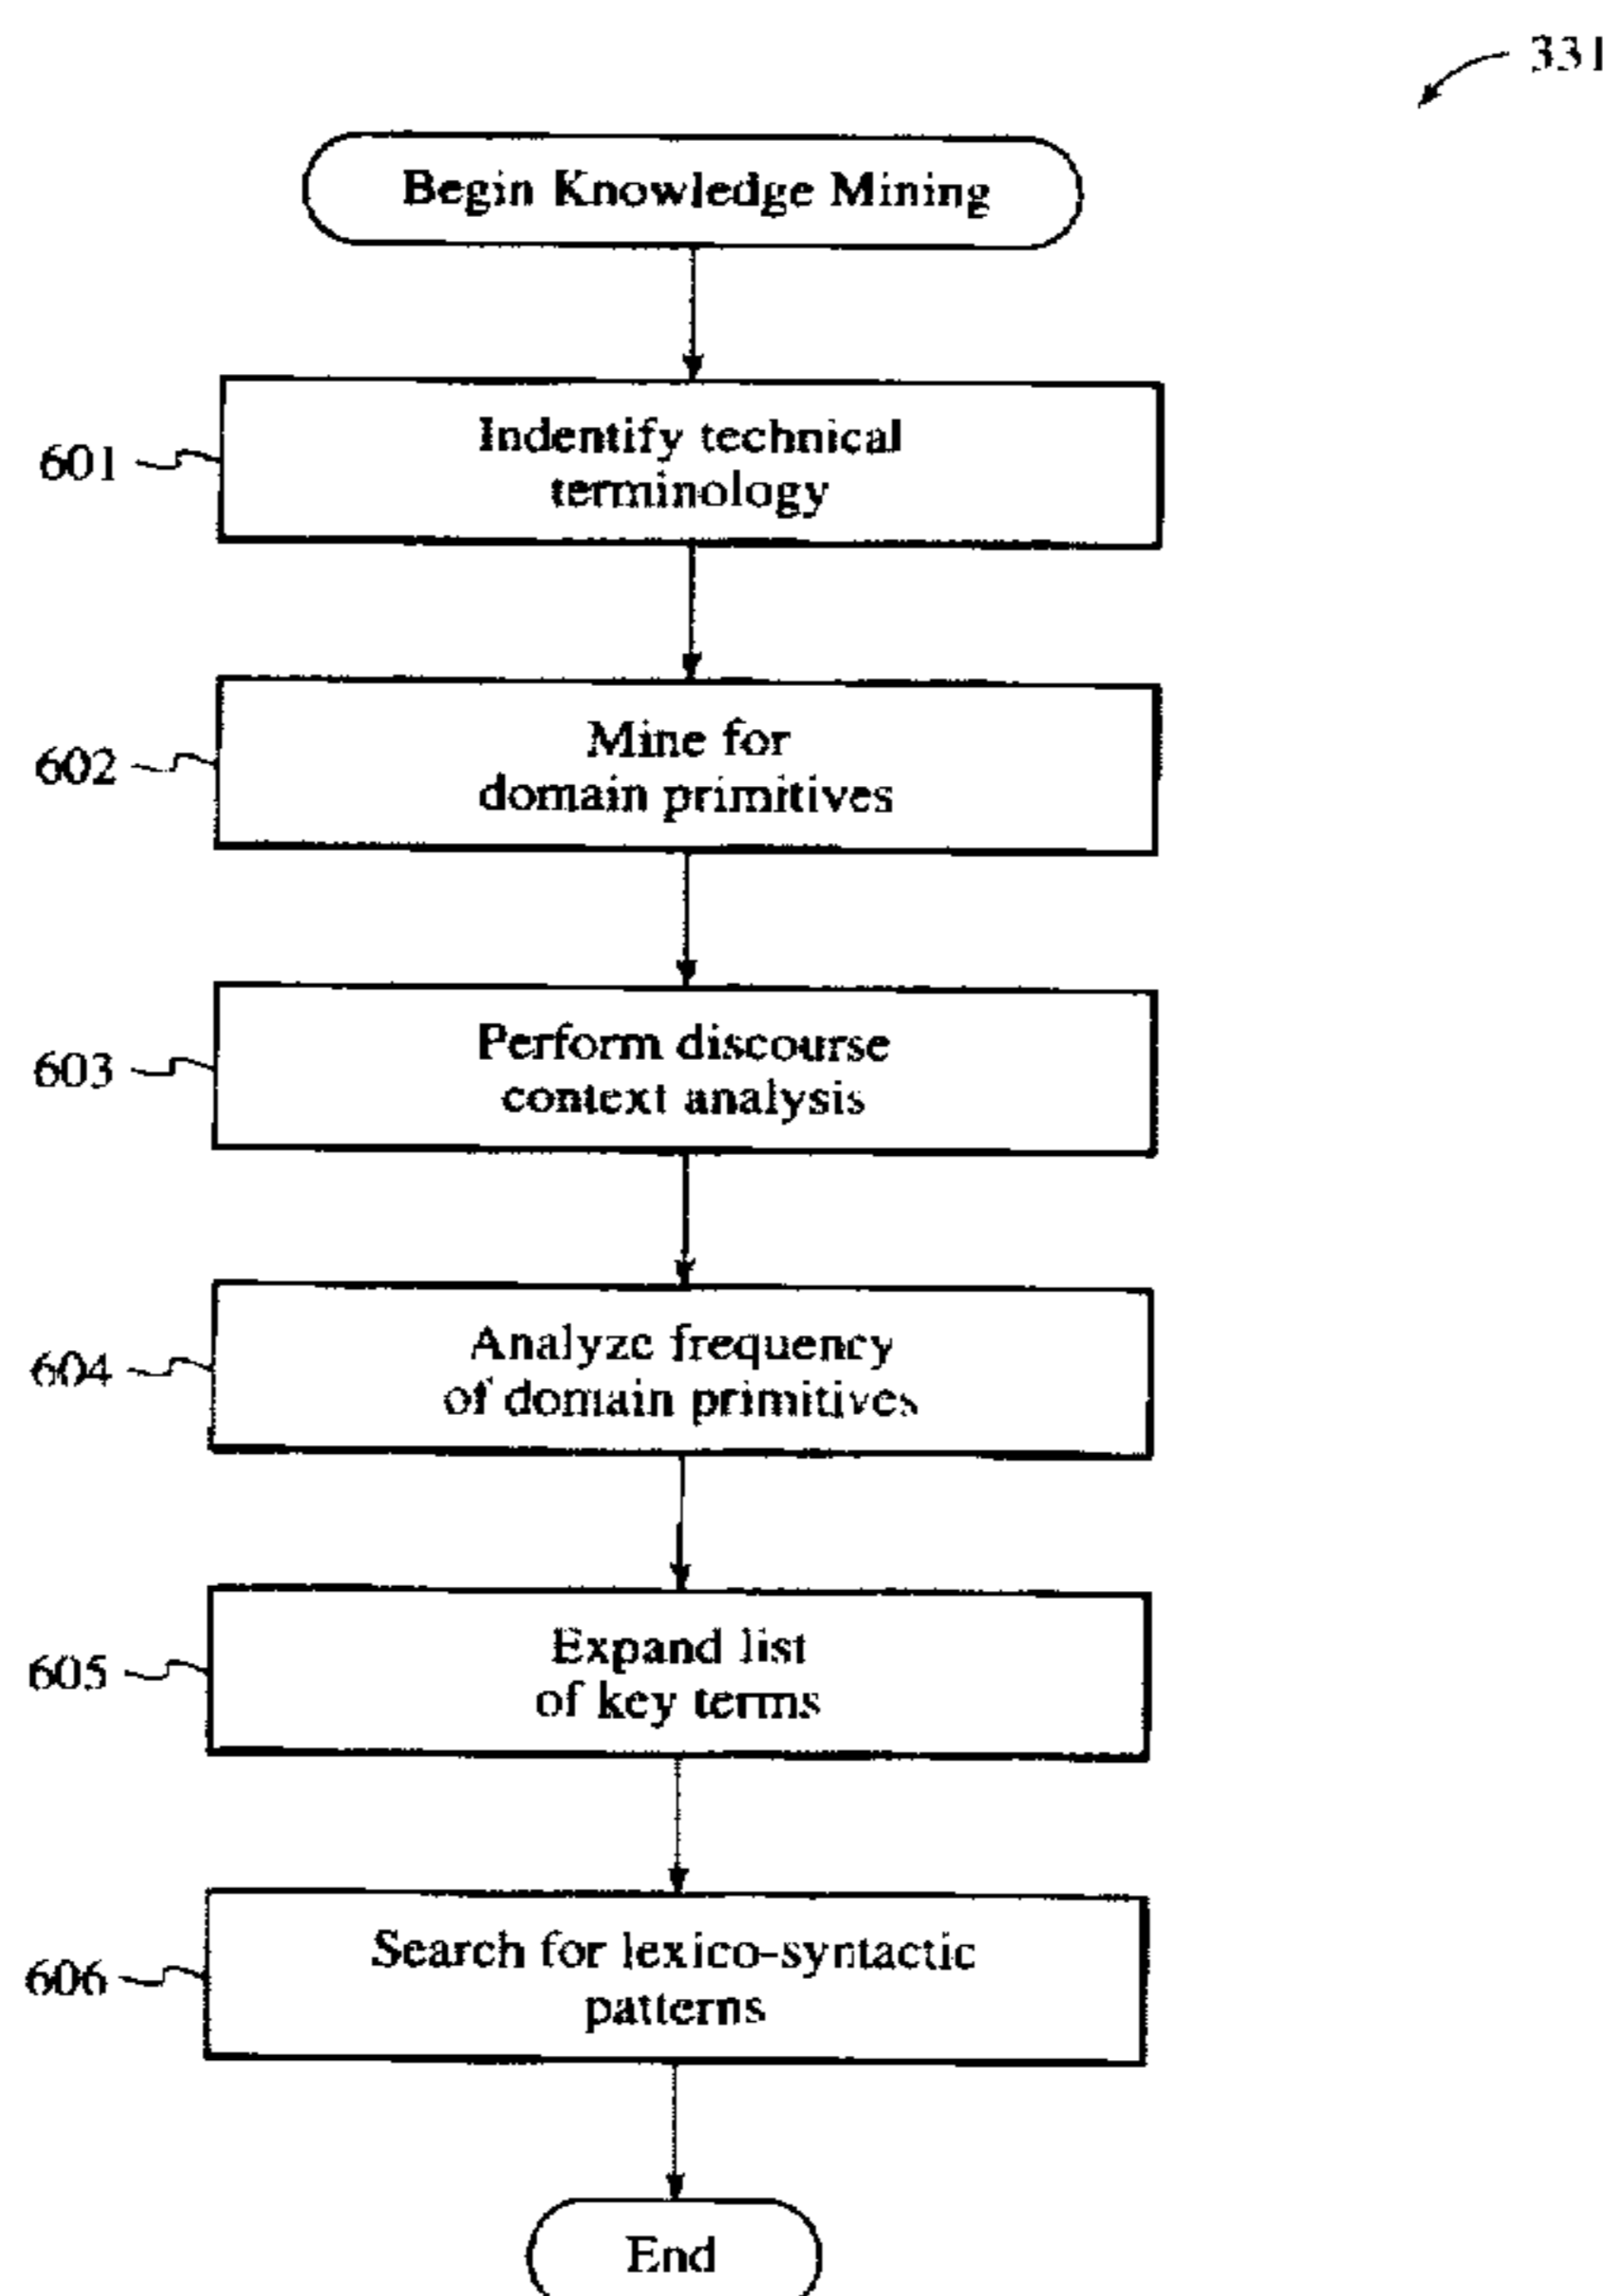 331
Begin Knowledge Mining
601
Indentify technical
terminology
602
Mine for
domain primitives
603
Perform discourse
context analysis
604
Analyze frequency
of domain primitives
605
Expand list
of key terms
606
Search for lexico-syntactic
patterns
End